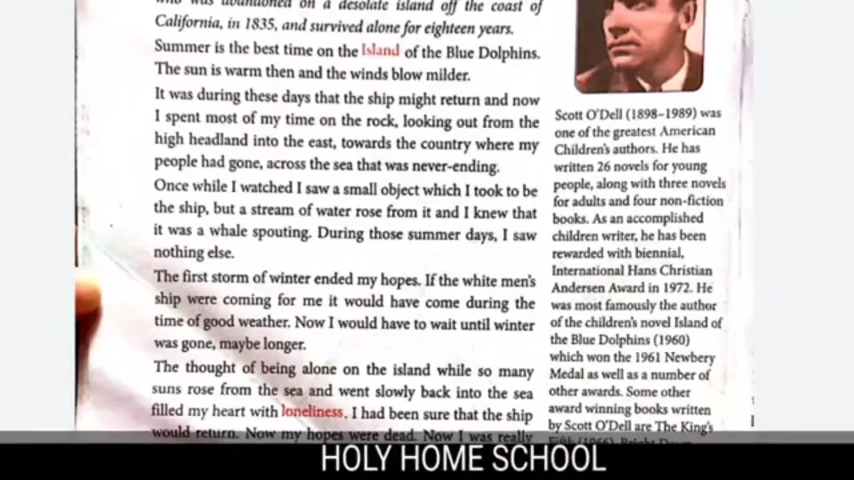 who was abandoned on a desolate island off the coast of
California, in 1835, and survived alone for eighteen years.
Summer is the best time on the Island of the Blue Dolphins.
The sun is warm then and the winds blow milder.
It was during these days that the ship might return and now
I spent most of my time on the rock, looking out from the
high headland into the east, towards the country where my
people had gone, across the sea that was never-ending.
Once while I watched I saw a small object which I took to be
the ship, but a stream of water rose from it and I knew that
it was a whale spouting. During those summer days, I saw
nothing else.
The first storm of winter ended my hopes. If the white men's
ship were coming for me it would have come during the
time of good weather. Now I would have to wait until winter
was gone, maybe longer.
The thought of being alone on the island while so many
suns rose from the sea and went slowly back into the sea
filled my heart with loneliness. I had been sure that the ship
would return. Now my hopes were dead. Now I was really
Scott O'Dell (1898–1989) was
one of the greatest American
Children's authors. He has
written 26 novels for young
people, along with three novels
for adults and four non-fiction
books. As an accomplished
children writer, he has been
rewarded with biennial,
International Hans Christian
Andersen Award in 1972. He
was most famously the author
of the children's novel Island of
the Blue Dolphins (1960)
which won the 1961 Newbery
Medal as well as a number of
other awards. Some other
award winning books written
by Scott O'Dell are The King's
HOLY HOME SCHOOL